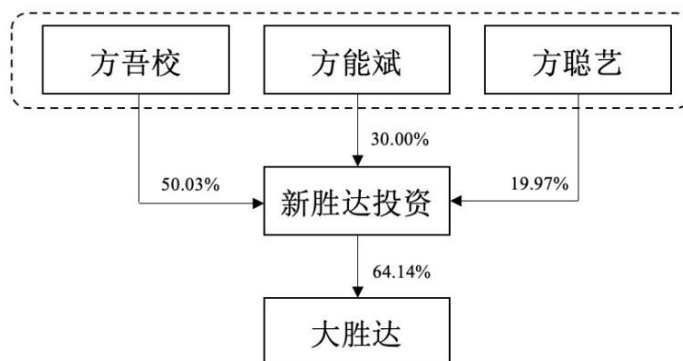 方吾校 方能斌 方聪艺
30.00%
50.03% 19.97%
新胜达投资
64.14%
大胜达